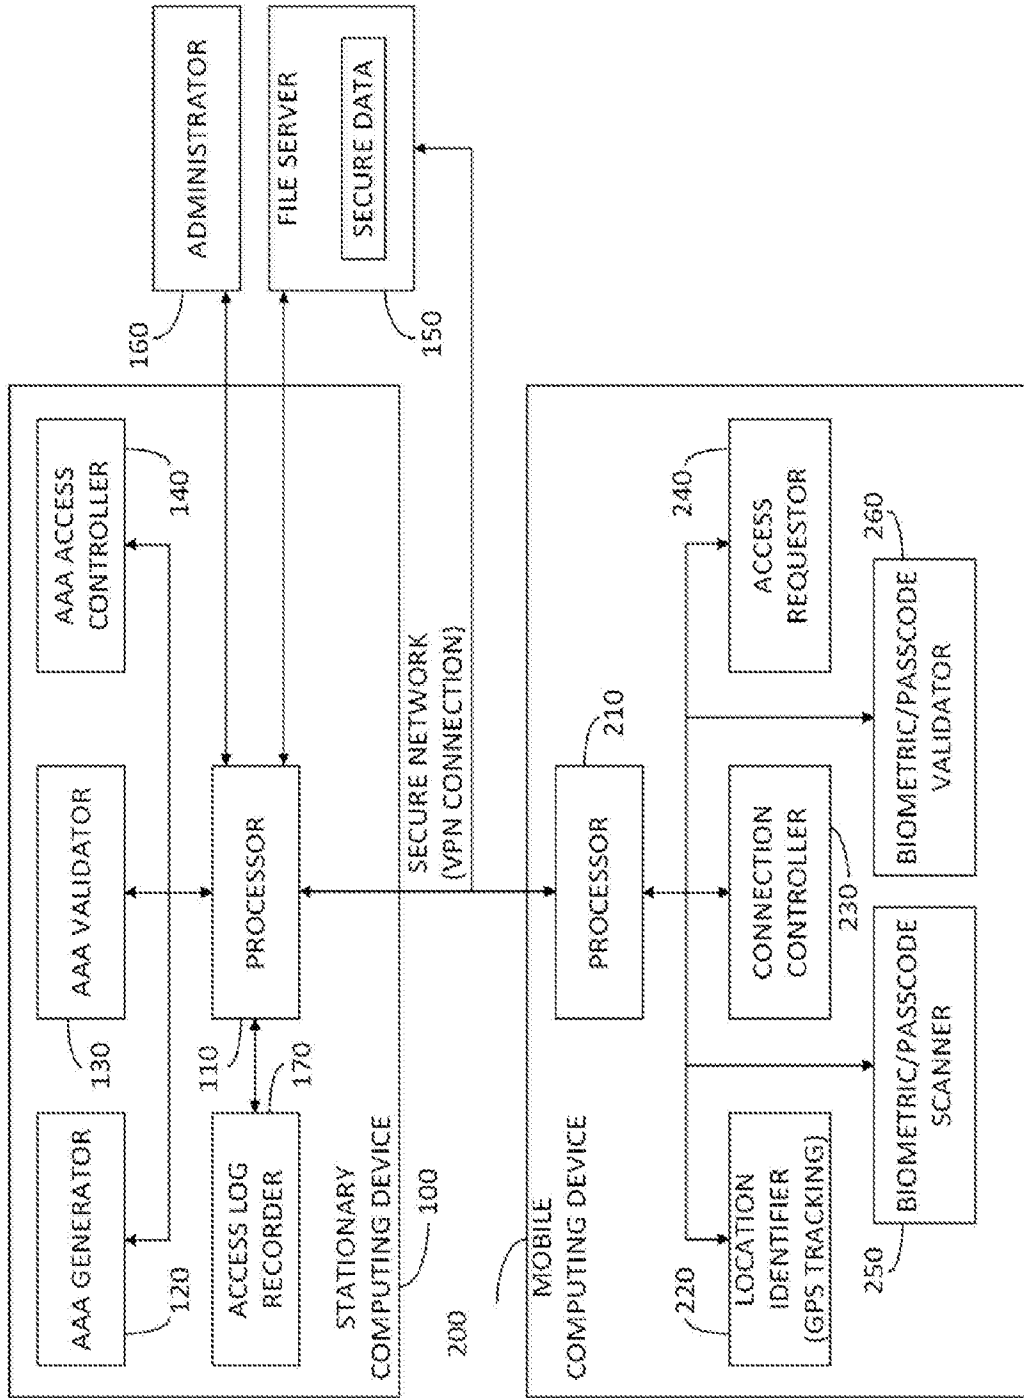 AAA GENERATOR
120
AAA VALIDATOR
130
AAA ACCESS
CONTROLLER
140
ACCESS LOG
RECORDER
170
PROCESSOR
110
STATIONARY
COMPUTING DEVICE
100
160
ADMINISTRATOR
FILE SERVER
SECURE DATA
150
SECURE NETWORK
(VPN CONNECTION)
200
MOBILE
COMPUTING DEVICE
PROCESSOR
210
220
LOCATION
IDENTIFIER
(GPS TRACKING)
CONNECTION
CONTROLLER
230
240
ACCESS
REQUESTOR
250
BIOMETRIC/PASSCODE
SCANNER
260
BIOMETRIC/PASSCODE
VALIDATOR